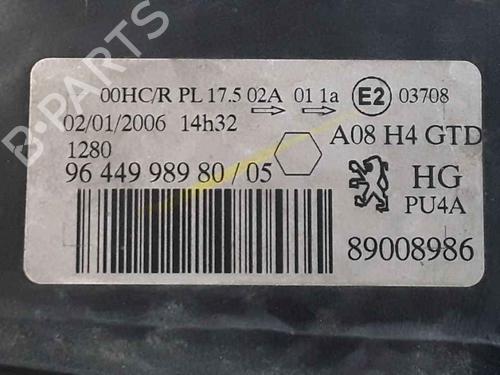 00HC/R PL 17.5 02A 01 1a E2 03708
02/01/2006 14h32
A08 H4 GTD
1280
96 449 989 80/05
HG
PU4A
89008986
B-PARTS